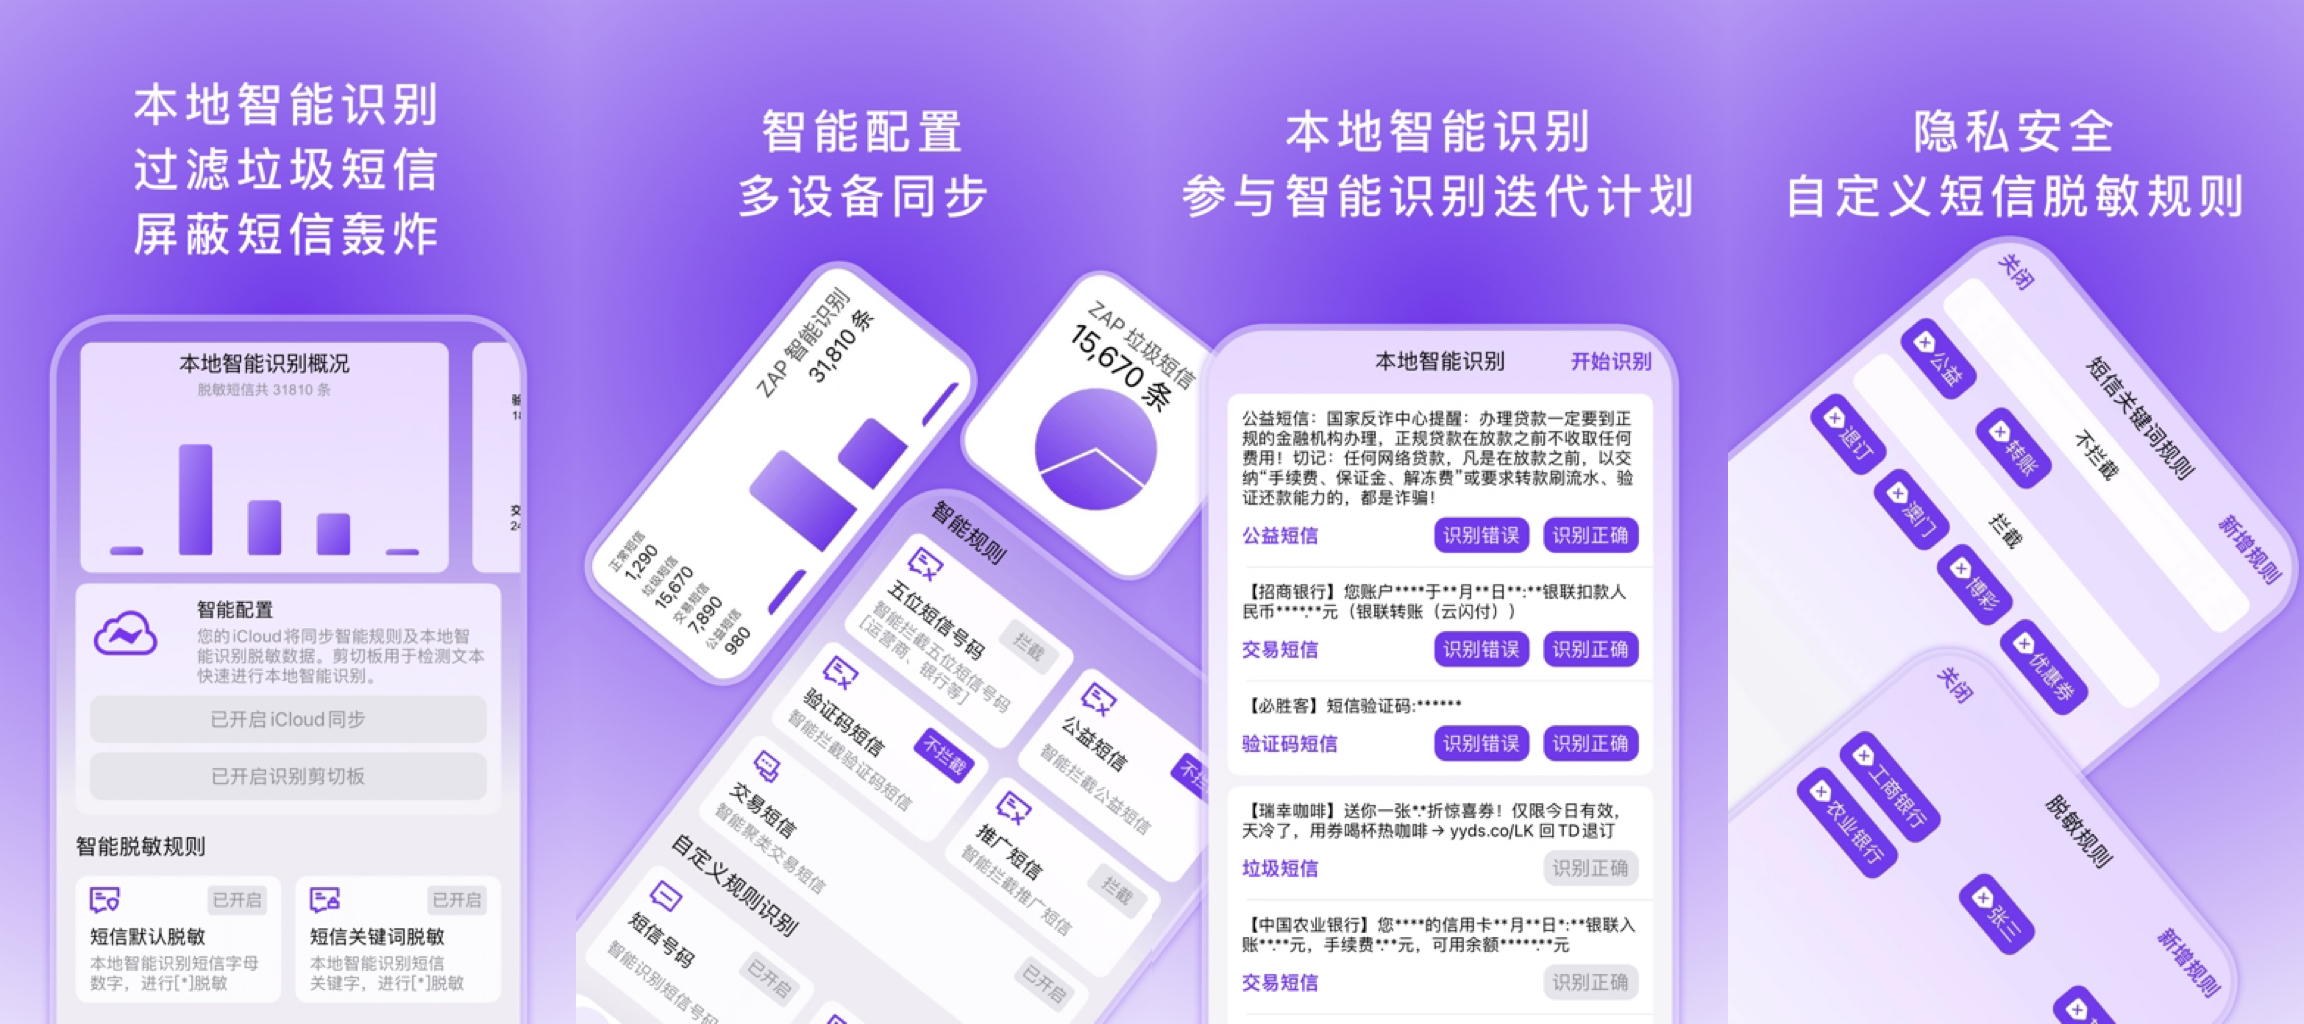 本地智能识别
过滤垃圾短信
屏蔽短信轰炸
本地智能识别概况
脱敏短信共 31810 条
智能配置
您的iCloud将同步智能规则及本地智
能识别脱敏数据。剪切板用于检测文本
快速进行本地智能识别。
已开启iCloud同步
已开启识别剪切板
智能脱敏规则
已开启
短信默认脱敏
本地智能识别短信字母
数字，进行[*]脱敏
已开启
短信关键词脱敏
本地智能识别短信
关键字，进行[*]脱敏
智能配置
多设备同步
ZAP 智能识别
31,810 条
正常短信
1,290
垃圾短信
15,670
交易短信
7,890
公益短信
980
ZAP 垃圾短信
15,670 条
智能规则
五位短信号码
拦截
智能拦截五位短信号码
[运营商、银行等]
验证码短信
不拦截
智能拦截验证码短信
公益短信
智能拦截公益短信
交易短信
智能聚类交易短信
推广短信
拦截
智能拦截推广短信
自定义规则识别
短信号码
已开启
智能识别短信号码
已开启
本地智能识别
参与智能识别迭代计划
本地智能识别
开始识别
公益短信：国家反诈中心提醒：办理贷款一定要到正
规的金融机构办理，正规贷款在放款之前不收取任何
费用！切记：任何网络贷款，凡是在放款之前，以交
纳“手续费、保证金、解冻费”或要求转款刷流水、验
证还款能力的，都是诈骗！
公益短信 识别错误 识别正确
【招商银行】您账户****于**月**日**:**银联扣款人
民币******元（银联转账（云闪付））
交易短信 识别错误 识别正确
【必胜客】短信验证码:******
验证码短信 识别错误 识别正确
【瑞幸咖啡】送你一张*.*折惊喜券！仅限今日有效，
天冷了，用券喝杯热咖啡→ yyds.co/LK 回TD退订
垃圾短信 识别正确
【中国农业银行】您****的信用卡**月**日*:**银联入
账**.**元，手续费*.**元，可用余额*****.**元
交易短信 识别正确
隐私安全
自定义短信脱敏规则
关闭
短信关键词规则
新增规则
不拦截
公益
转账
拦截
退订
澳门
博彩
优惠券
关闭
脱敏规则
新增规则
工商银行
农业银行
张三